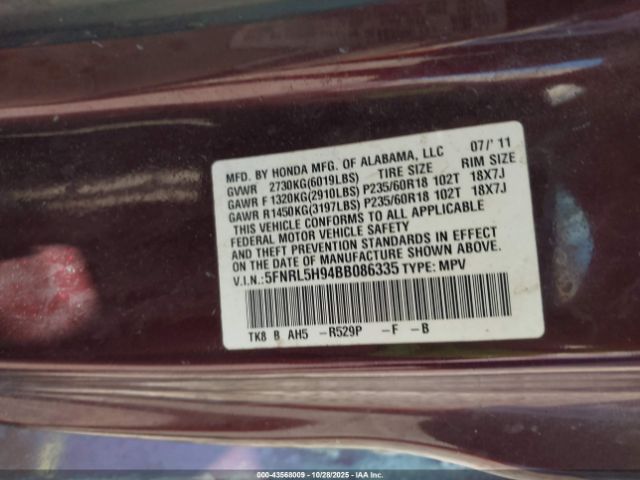 MFD. BY HONDA MFG. OF ALABAMA, LLC 07/'11
GVWR 2730KG(6019LBS) TIRE SIZE RIM SIZE
GAWR F 1320KG(2910LBS) P235/60R18 102T 18X7J
GAWR R 1450KG(3197LBS) P235/60R18 102T 18X7J
THIS VEHICLE CONFORMS TO ALL APPLICABLE
FEDERAL MOTOR VEHICLE SAFETY
STANDARDS IN EFFECT ON THE
DATE OF MANUFACTURE SHOWN ABOVE.
V.I.N.:5FNRL5H94BB086335 TYPE: MPV
TK8 B AH5 -R529P -F -B
000-43568009 | 10/28/2025 - IAA Inc.